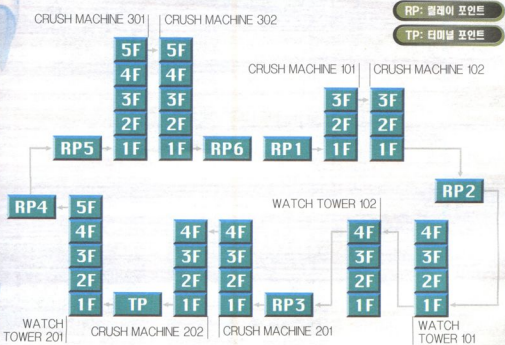 RP: 릴레이 포인트
TP: 터미널 포인트
CRUSH MACHINE 301
CRUSH MACHINE 302
5F 5F
4F 4F
3F 3F
2F 2F
RP5 1F 1F RP6
CRUSH MACHINE 101
CRUSH MACHINE 102
3F 3F
2F 2F
RP1 1F 1F
RP2
RP4
WATCH TOWER 102
5F 4F 4F 4F 4F
4F 3F 3F 3F 3F
3F 2F 2F 2F 2F
2F
1F TP 1F 1F RP3 1F 1F
WATCH
TOWER 201
CRUSH MACHINE 202
CRUSH MACHINE 201
WATCH
TOWER 101